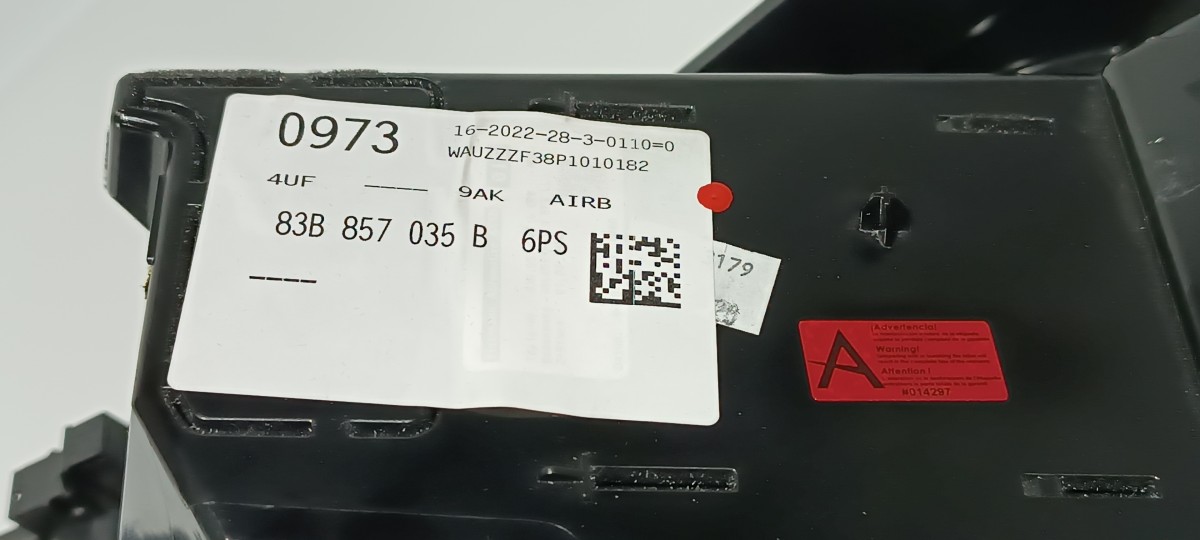 0973
16-2022-28-3-0110=0
WAUZZZF38P1010182
4UF ---- 9AK AIRB
83B 857 035 B 6PS
----
179
A
¡Advertencia!
Warning!
Attention !
№014297